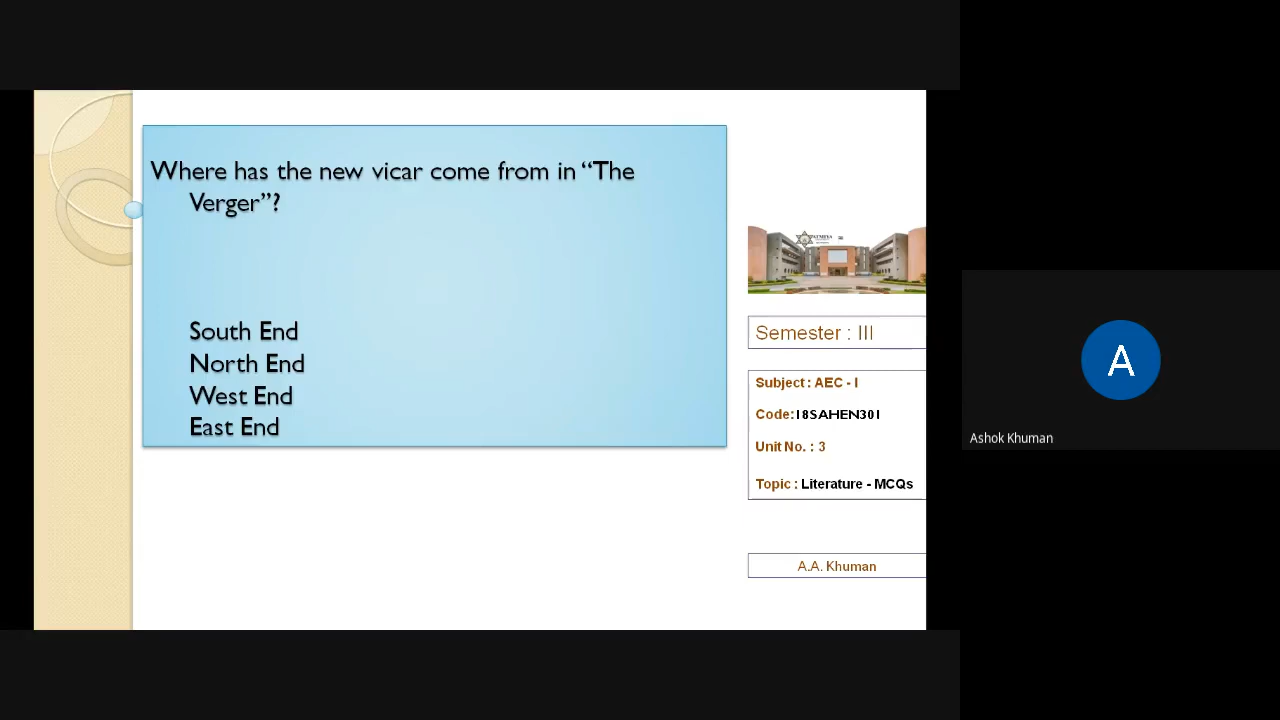 Where has the new vicar come from in “The
Verger”?
South End
North End
West End
East End
Semester : III
Subject : AEC - I
Code:18SAHEN301
Unit No. : 3
Topic : Literature - MCQs
A.A. Khuman
A
Ashok Khuman